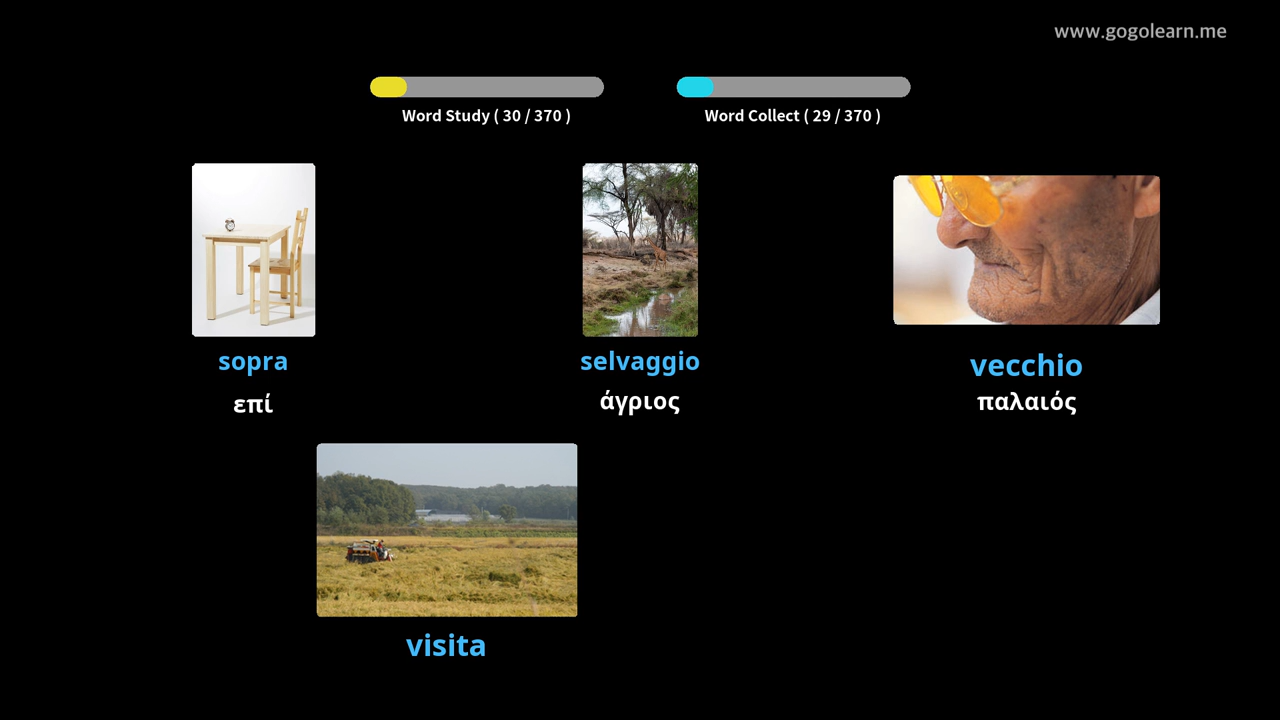 www.gogolearn.me
Word Study ( 30 / 370 )
Word Collect ( 29 / 370 )
sopra
επί
selvaggio
άγριος
vecchio
παλαιός
visita